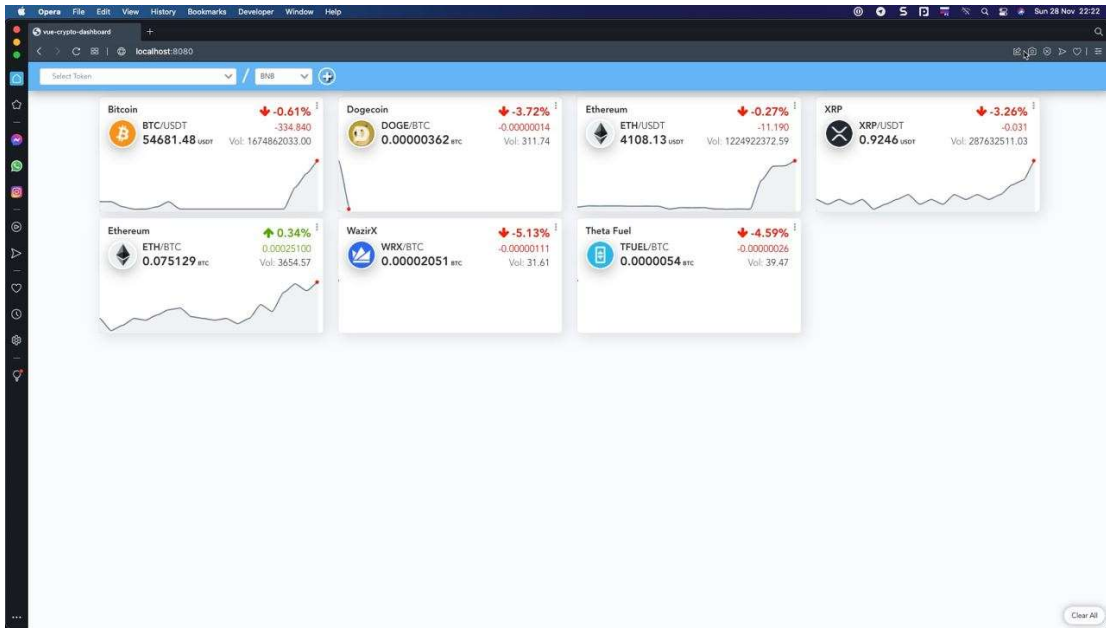 Opera File Edit View History Bookmarks Developer Window Help Sun 28 Nov 22:22
vue-crypto-dashboard
localhost:8080
Select Token / BNB
Bitcoin -0.61%
BTC/USDT -334.840
54681.48 USDT Vol: 1674862033.00
Dogecoin -3.72%
DOGE/BTC -0.00000014
0.00000362 BTC Vol: 311.74
Ethereum -0.27%
ETH/USDT -11.190
4108.13 USDT Vol: 1224922372.59
XRP -3.26%
XRP/USDT -0.031
0.9246 USDT Vol: 287632511.03
Ethereum 0.34%
ETH/BTC 0.00025100
0.075129 BTC Vol: 3654.57
WazirX -5.13%
WRX/BTC -0.00000111
0.00002051 BTC Vol: 31.61
Theta Fuel -4.59%
TFUEL/BTC -0.00000026
0.0000054 BTC Vol: 39.47
Clear All